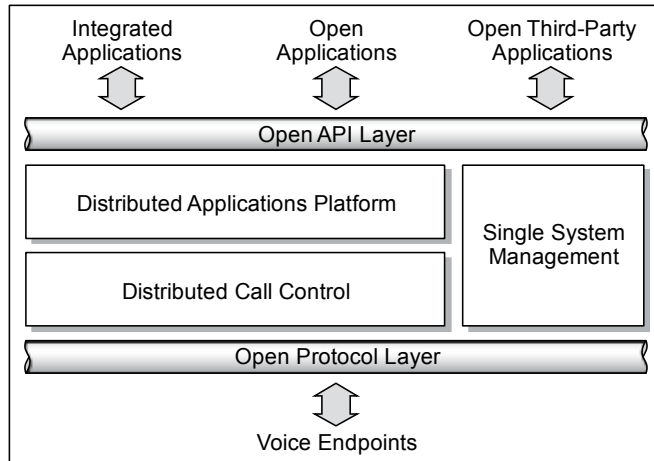 Integrated Applications
Open Applications
Open Third-Party Applications
Open API Layer
Distributed Applications Platform
Single System Management
Distributed Call Control
Open Protocol Layer
Voice Endpoints